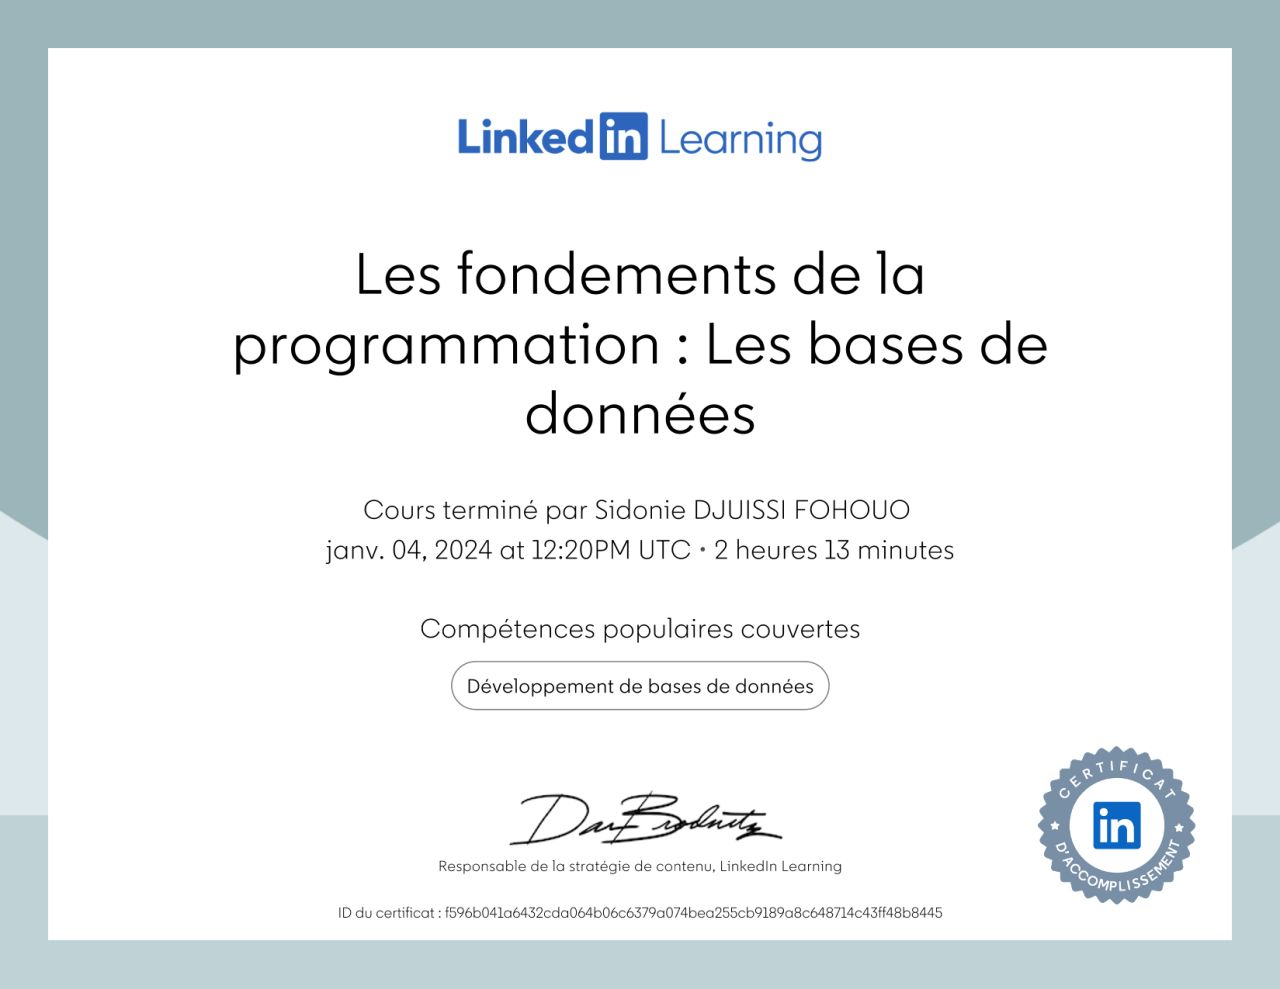 LinkedIn Learning
Les fondements de la
programmation : Les bases de
données
Cours terminé par Sidonie DJUISSI FOHOUO
janv. 04, 2024 at 12:20PM UTC • 2 heures 13 minutes
Compétences populaires couvertes
Développement de bases de données
Dan Brodnitz
Responsable de la stratégie de contenu, LinkedIn Learning
ID du certificat : f596b041a6432cda064b06c6379a074bea255cb9189a8c648714c43ff48b8445
CERTIFICAT
in
D'ACCOMPLISSEMENT